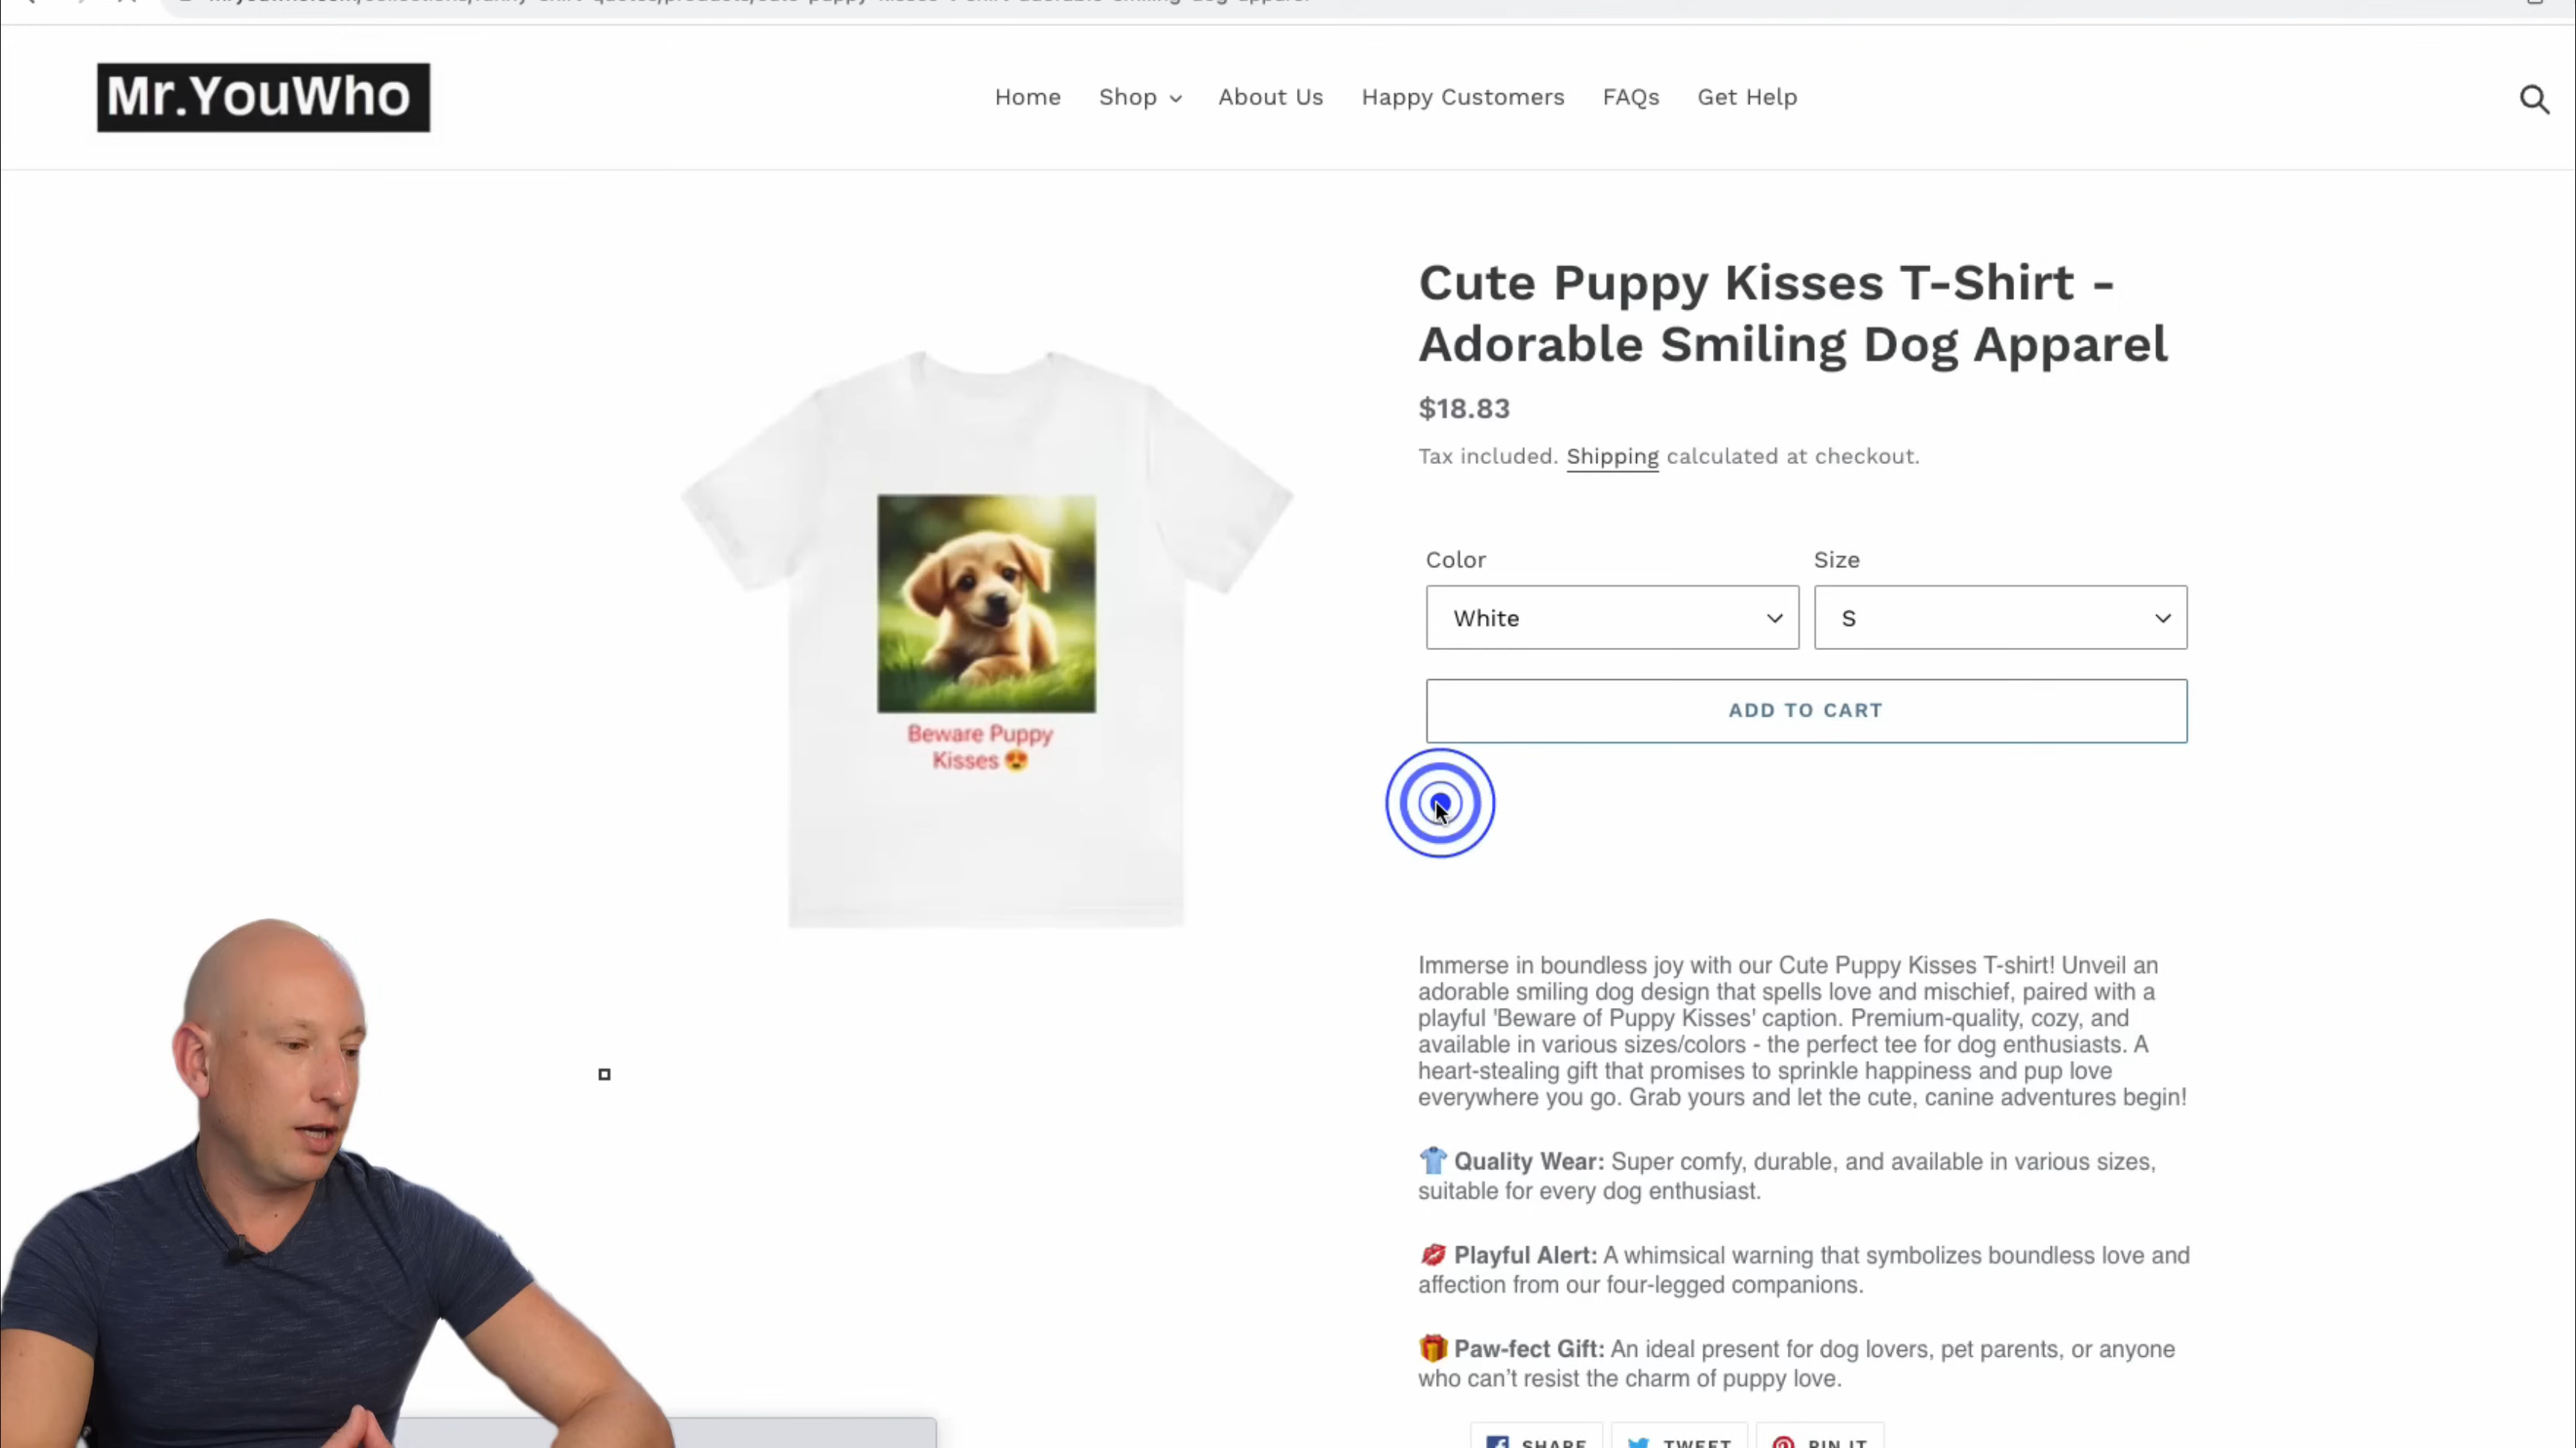 Mr.YouWho
Home Shop About Us Happy Customers FAQs Get Help
Cute Puppy Kisses T-Shirt -
Adorable Smiling Dog Apparel
$18.83
Tax included. Shipping calculated at checkout.
Color Size
White S
ADD TO CART
Beware Puppy
Kisses 😍
Immerse in boundless joy with our Cute Puppy Kisses T-shirt! Unveil an
adorable smiling dog design that spells love and mischief, paired with a
playful 'Beware of Puppy Kisses' caption. Premium-quality, cozy, and
available in various sizes/colors - the perfect tee for dog enthusiasts. A
heart-stealing gift that promises to sprinkle happiness and pup love
everywhere you go. Grab yours and let the cute, canine adventures begin!
👕 Quality Wear: Super comfy, durable, and available in various sizes,
suitable for every dog enthusiast.
💋 Playful Alert: A whimsical warning that symbolizes boundless love and
affection from our four-legged companions.
🎁 Paw-fect Gift: An ideal present for dog lovers, pet parents, or anyone
who can't resist the charm of puppy love.
SHARE TWEET PIN IT